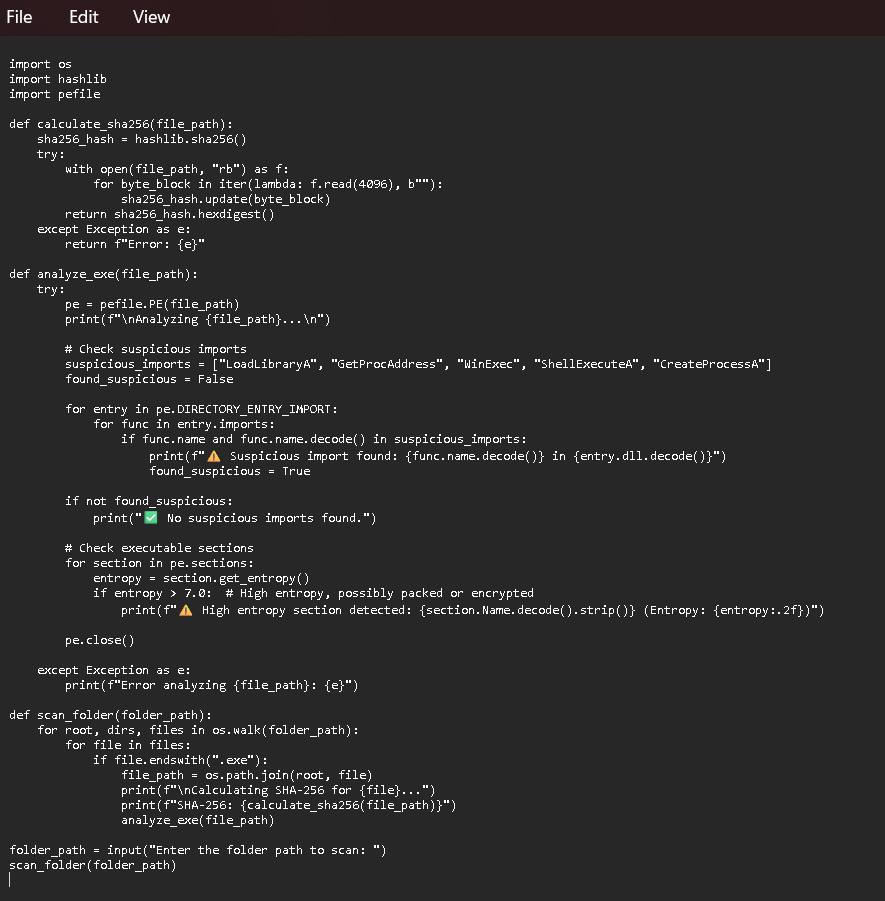 File Edit View
import os
import hashlib
import pefile
def calculate_sha256(file_path):
    sha256_hash = hashlib.sha256()
    try:
        with open(file_path, "rb") as f:
            for byte_block in iter(lambda: f.read(4096), b""):
                sha256_hash.update(byte_block)
        return sha256_hash.hexdigest()
    except Exception as e:
        return f"Error: {e}"
def analyze_exe(file_path):
    try:
        pe = pefile.PE(file_path)
        print(f"\nAnalyzing {file_path}...\n")
        # Check suspicious imports
        suspicious_imports = ["LoadLibraryA", "GetProcAddress", "WinExec", "ShellExecuteA", "CreateProcessA"]
        found_suspicious = False
        for entry in pe.DIRECTORY_ENTRY_IMPORT:
            for func in entry.imports:
                if func.name and func.name.decode() in suspicious_imports:
                    print(f"⚠️ Suspicious import found: {func.name.decode()} in {entry.dll.decode()}")
                    found_suspicious = True
        if not found_suspicious:
            print("✅ No suspicious imports found.")
        # Check executable sections
        for section in pe.sections:
            entropy = section.get_entropy()
            if entropy > 7.0:  # High entropy, possibly packed or encrypted
                print(f"⚠️ High entropy section detected: {section.Name.decode().strip()} (Entropy: {entropy:.2f})")
        pe.close()
    except Exception as e:
        print(f"Error analyzing {file_path}: {e}")
def scan_folder(folder_path):
    for root, dirs, files in os.walk(folder_path):
        for file in files:
            if file.endswith(".exe"):
                file_path = os.path.join(root, file)
                print(f"\nCalculating SHA-256 for {file}...")
                print(f"SHA-256: {calculate_sha256(file_path)}")
                analyze_exe(file_path)
folder_path = input("Enter the folder path to scan: ")
scan_folder(folder_path)